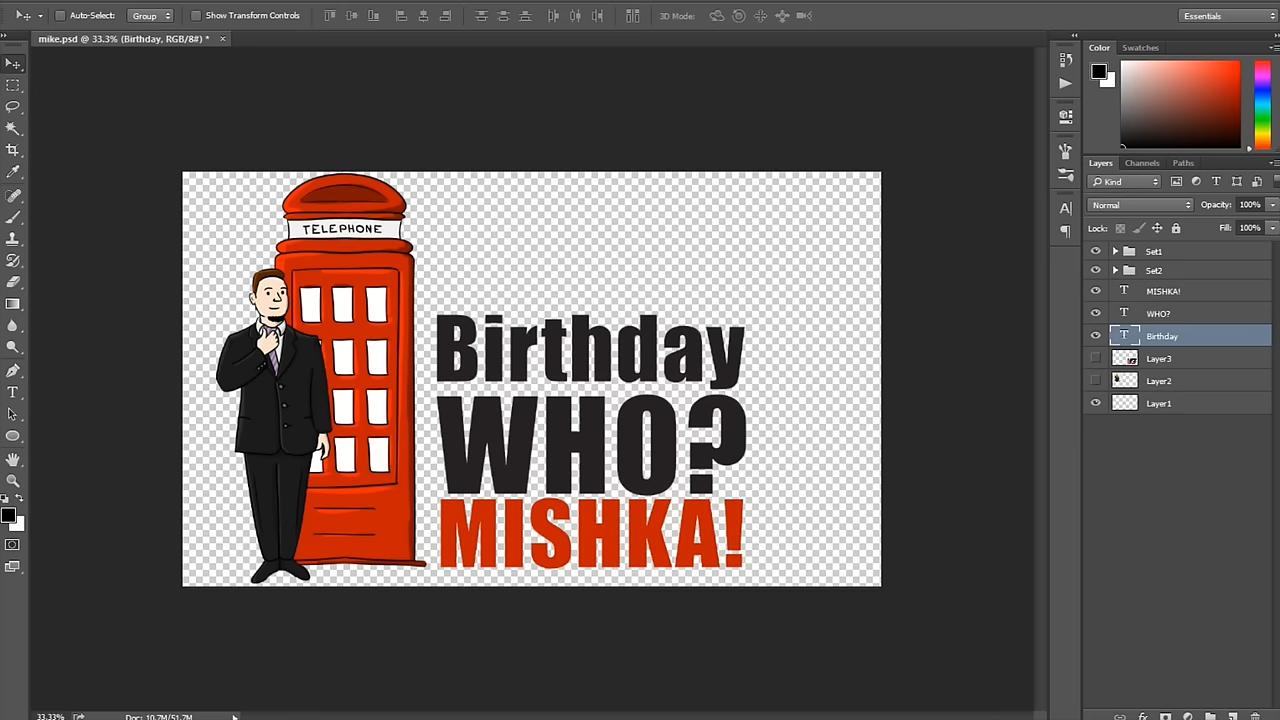 Auto-Select: Group Show Transform Controls 3D Mode: Essentials
mike.psd @ 33.3% (Birthday, RGB/8#) * ×
Color Swatches
Layers Channels Paths
Kind
Normal Opacity: 100%
Lock: Fill: 100%
Set1
Set2
T MISHKA!
T WHO?
T Birthday
Layer3
Layer2
Layer1
TELEPHONE
Birthday
WHO?
MISHKA!
33.33% Doc: 10.7M/51.7M